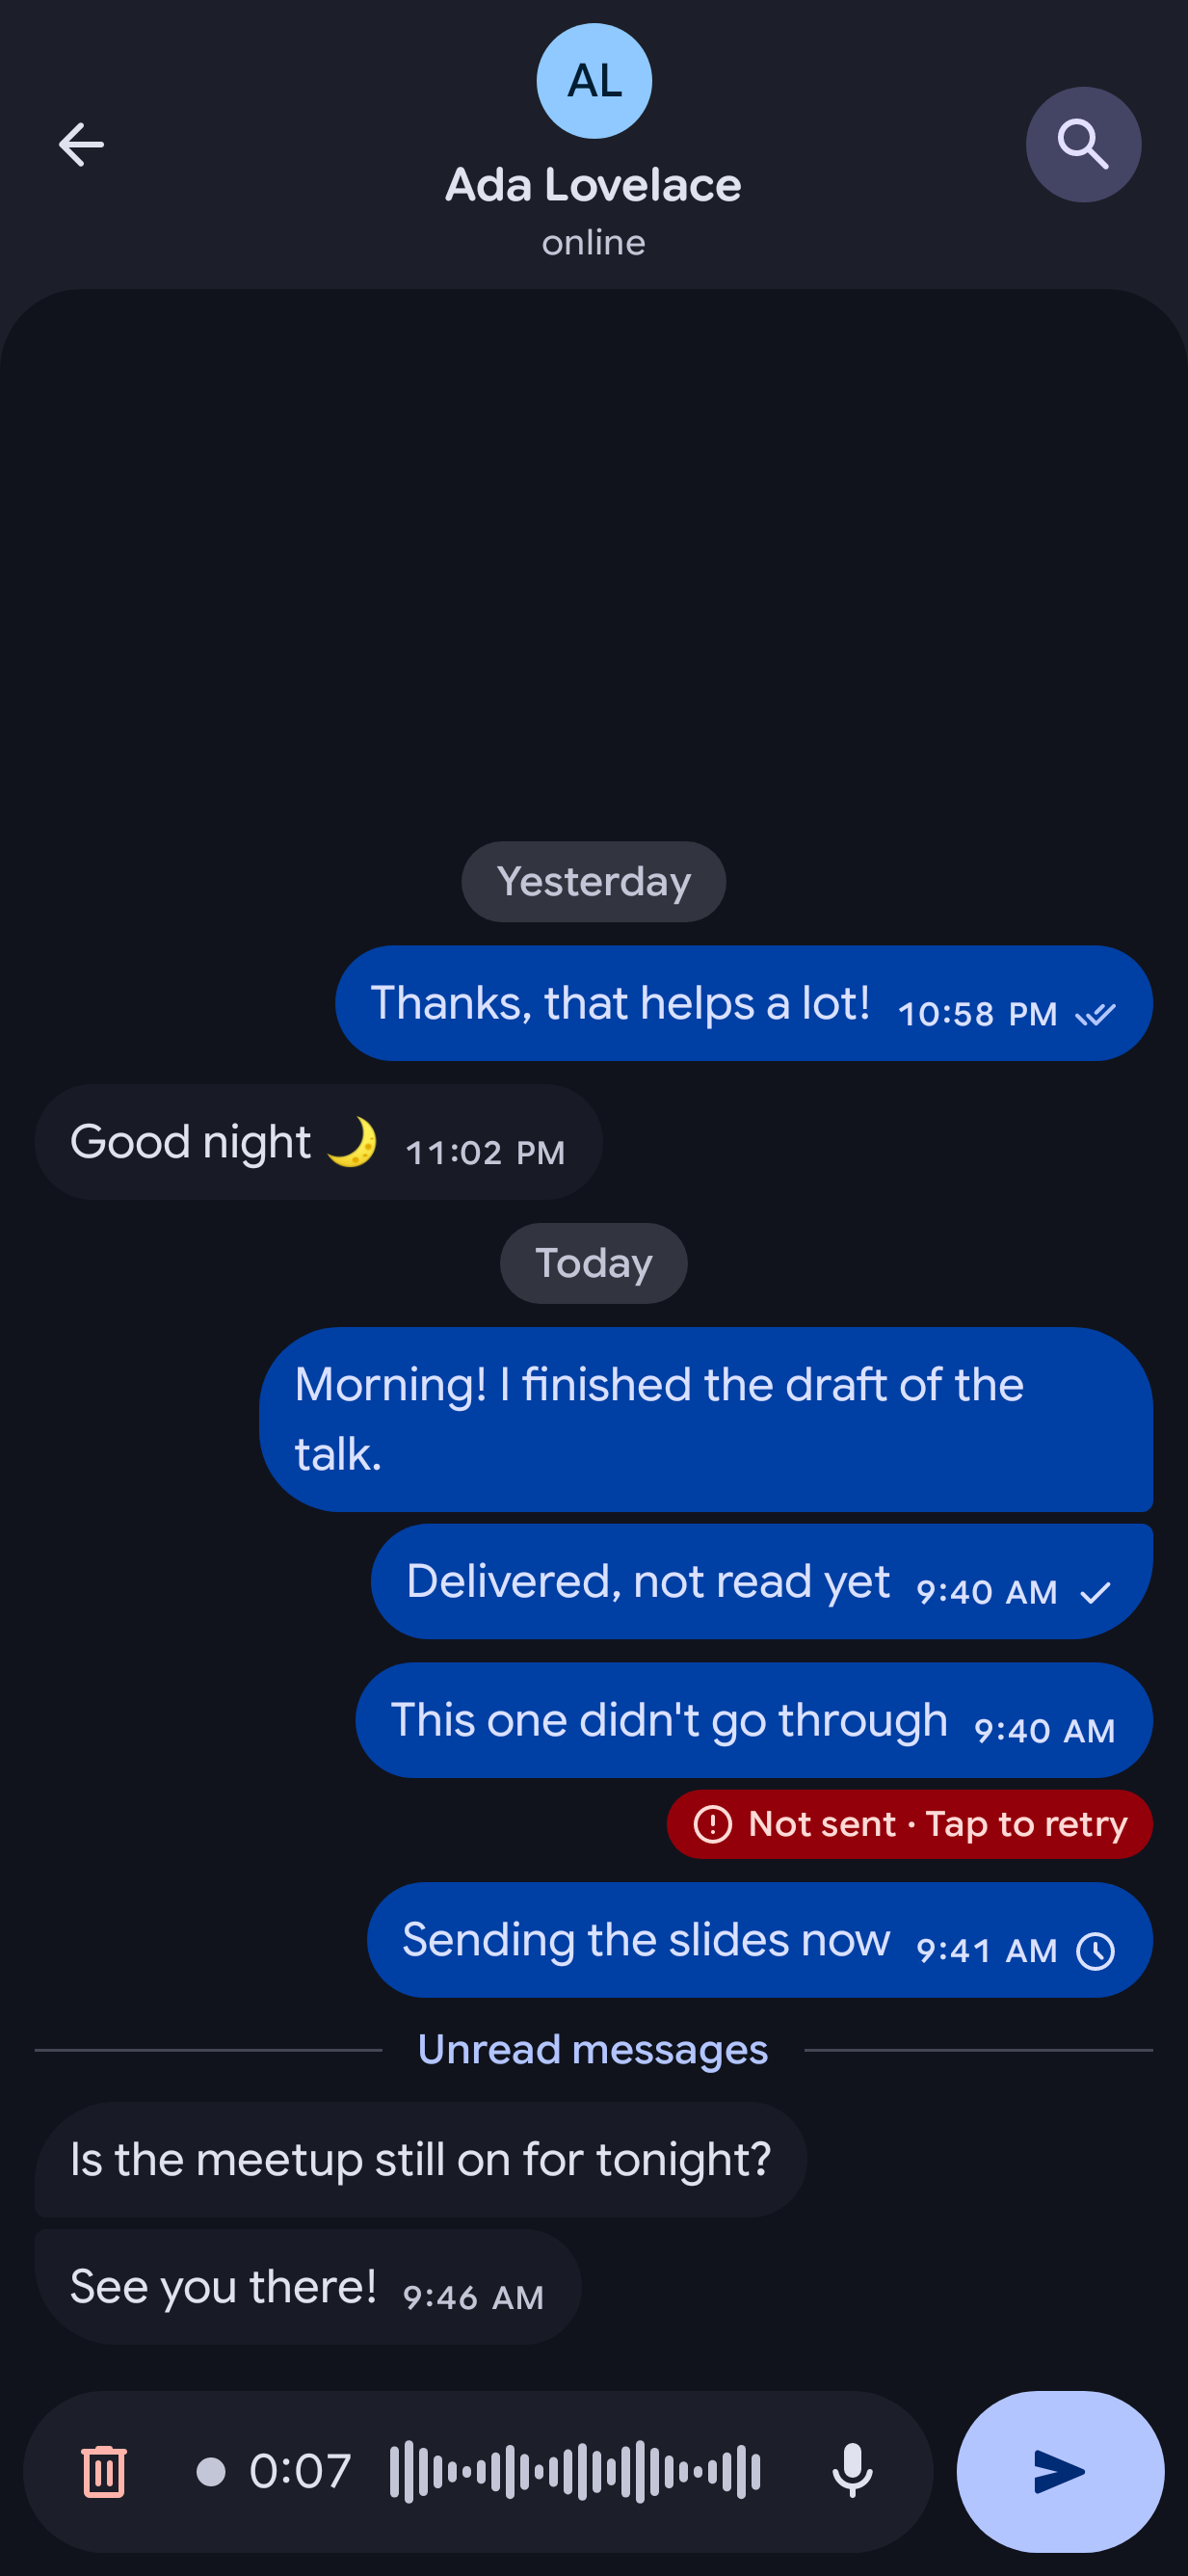 AL
Ada Lovelace
online
Yesterday
Thanks, that helps a lot! 10:58 PM
Good night 🌙 11:02 PM
Today
Morning! I finished the draft of the
talk.
Delivered, not read yet 9:40 AM
This one didn't go through 9:40 AM
Not sent · Tap to retry
Sending the slides now 9:41 AM
Unread messages
Is the meetup still on for tonight?
See you there! 9:46 AM
0:07